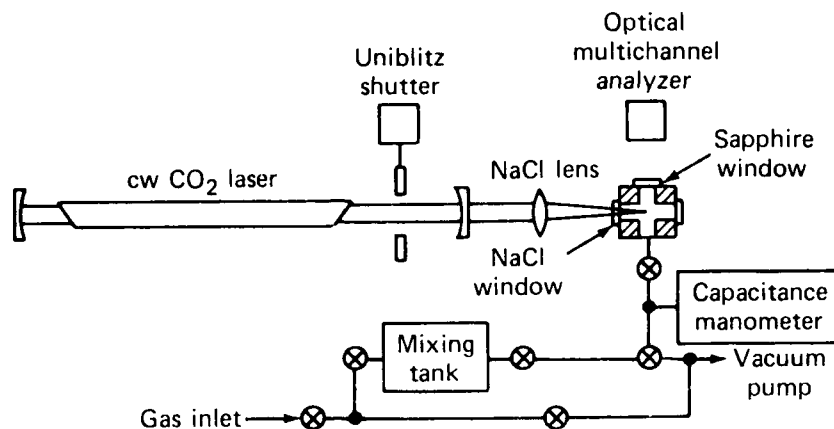 Uniblitz
shutter
Optical
multichannel
analyzer
Sapphire
window
cw CO₂ laser
NaCl lens
NaCl
window
Capacitance
manometer
Mixing
tank
Vacuum
pump
Gas inlet